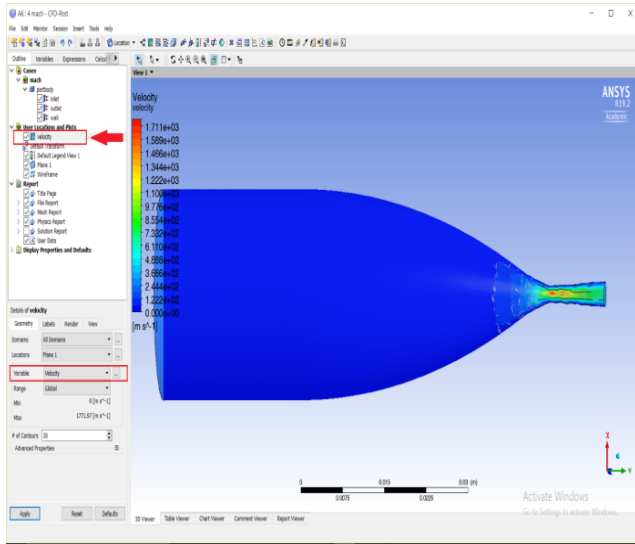 A6 : 4 mach - CFD-Post
File Edit Monitor Session Insert Tools Help
Location
Outline Variables Expressions Calcul
Cases
mach
partbody
inlet
outlet
wall
User Locations and Plots
velocity
Default Transform
Default Legend View 1
Plane 1
Wireframe
Report
Title Page
File Report
Mesh Report
Physics Report
Solution Report
User Data
Display Properties and Defaults
Details of velocity
Geometry Labels Render View
Domains All Domains
Locations Plane 1
Variable Velocity
Range Global
Min 0 [m s^-1]
Max 1771.97 [m s^-1]
# of Contours
Advanced Properties
Apply Reset Defaults
View 1
Velocity
velocity
1.711e+03
1.589e+03
1.466e+03
1.344e+03
1.222e+03
1.100e+03
9.776e+02
8.554e+02
7.332e+02
6.110e+02
4.888e+02
3.666e+02
2.444e+02
1.222e+02
0.000e+00
[m s^-1]
ANSYS
R19.2
Academic
X
Y
0 0.015 0.03 (m)
0.0075 0.0225
Activate Windows
Go to Settings to activate Windows.
3D Viewer Table Viewer Chart Viewer Comment Viewer Report Viewer